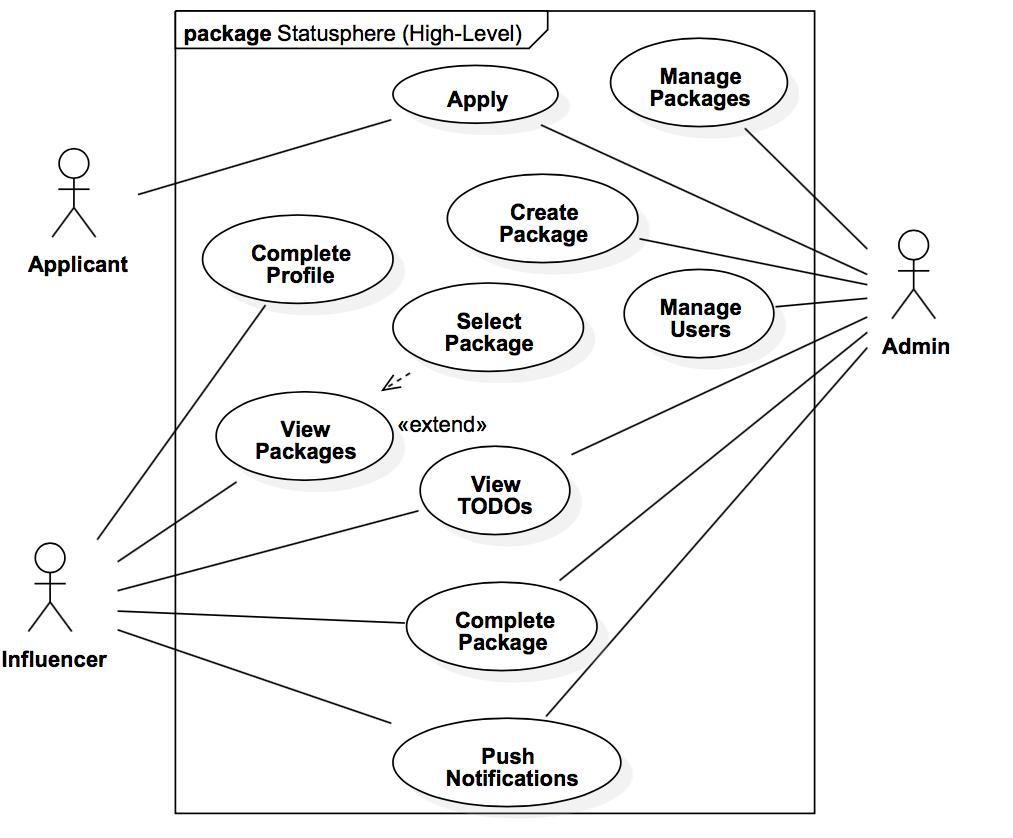 package Statusphere (High-Level)
Apply
Manage
Packages
Applicant
Create
Package
Complete
Profile
Manage
Users
Admin
Select
Package
View
Packages
«extend»
View
TODOs
Complete
Package
Influencer
Push
Notifications